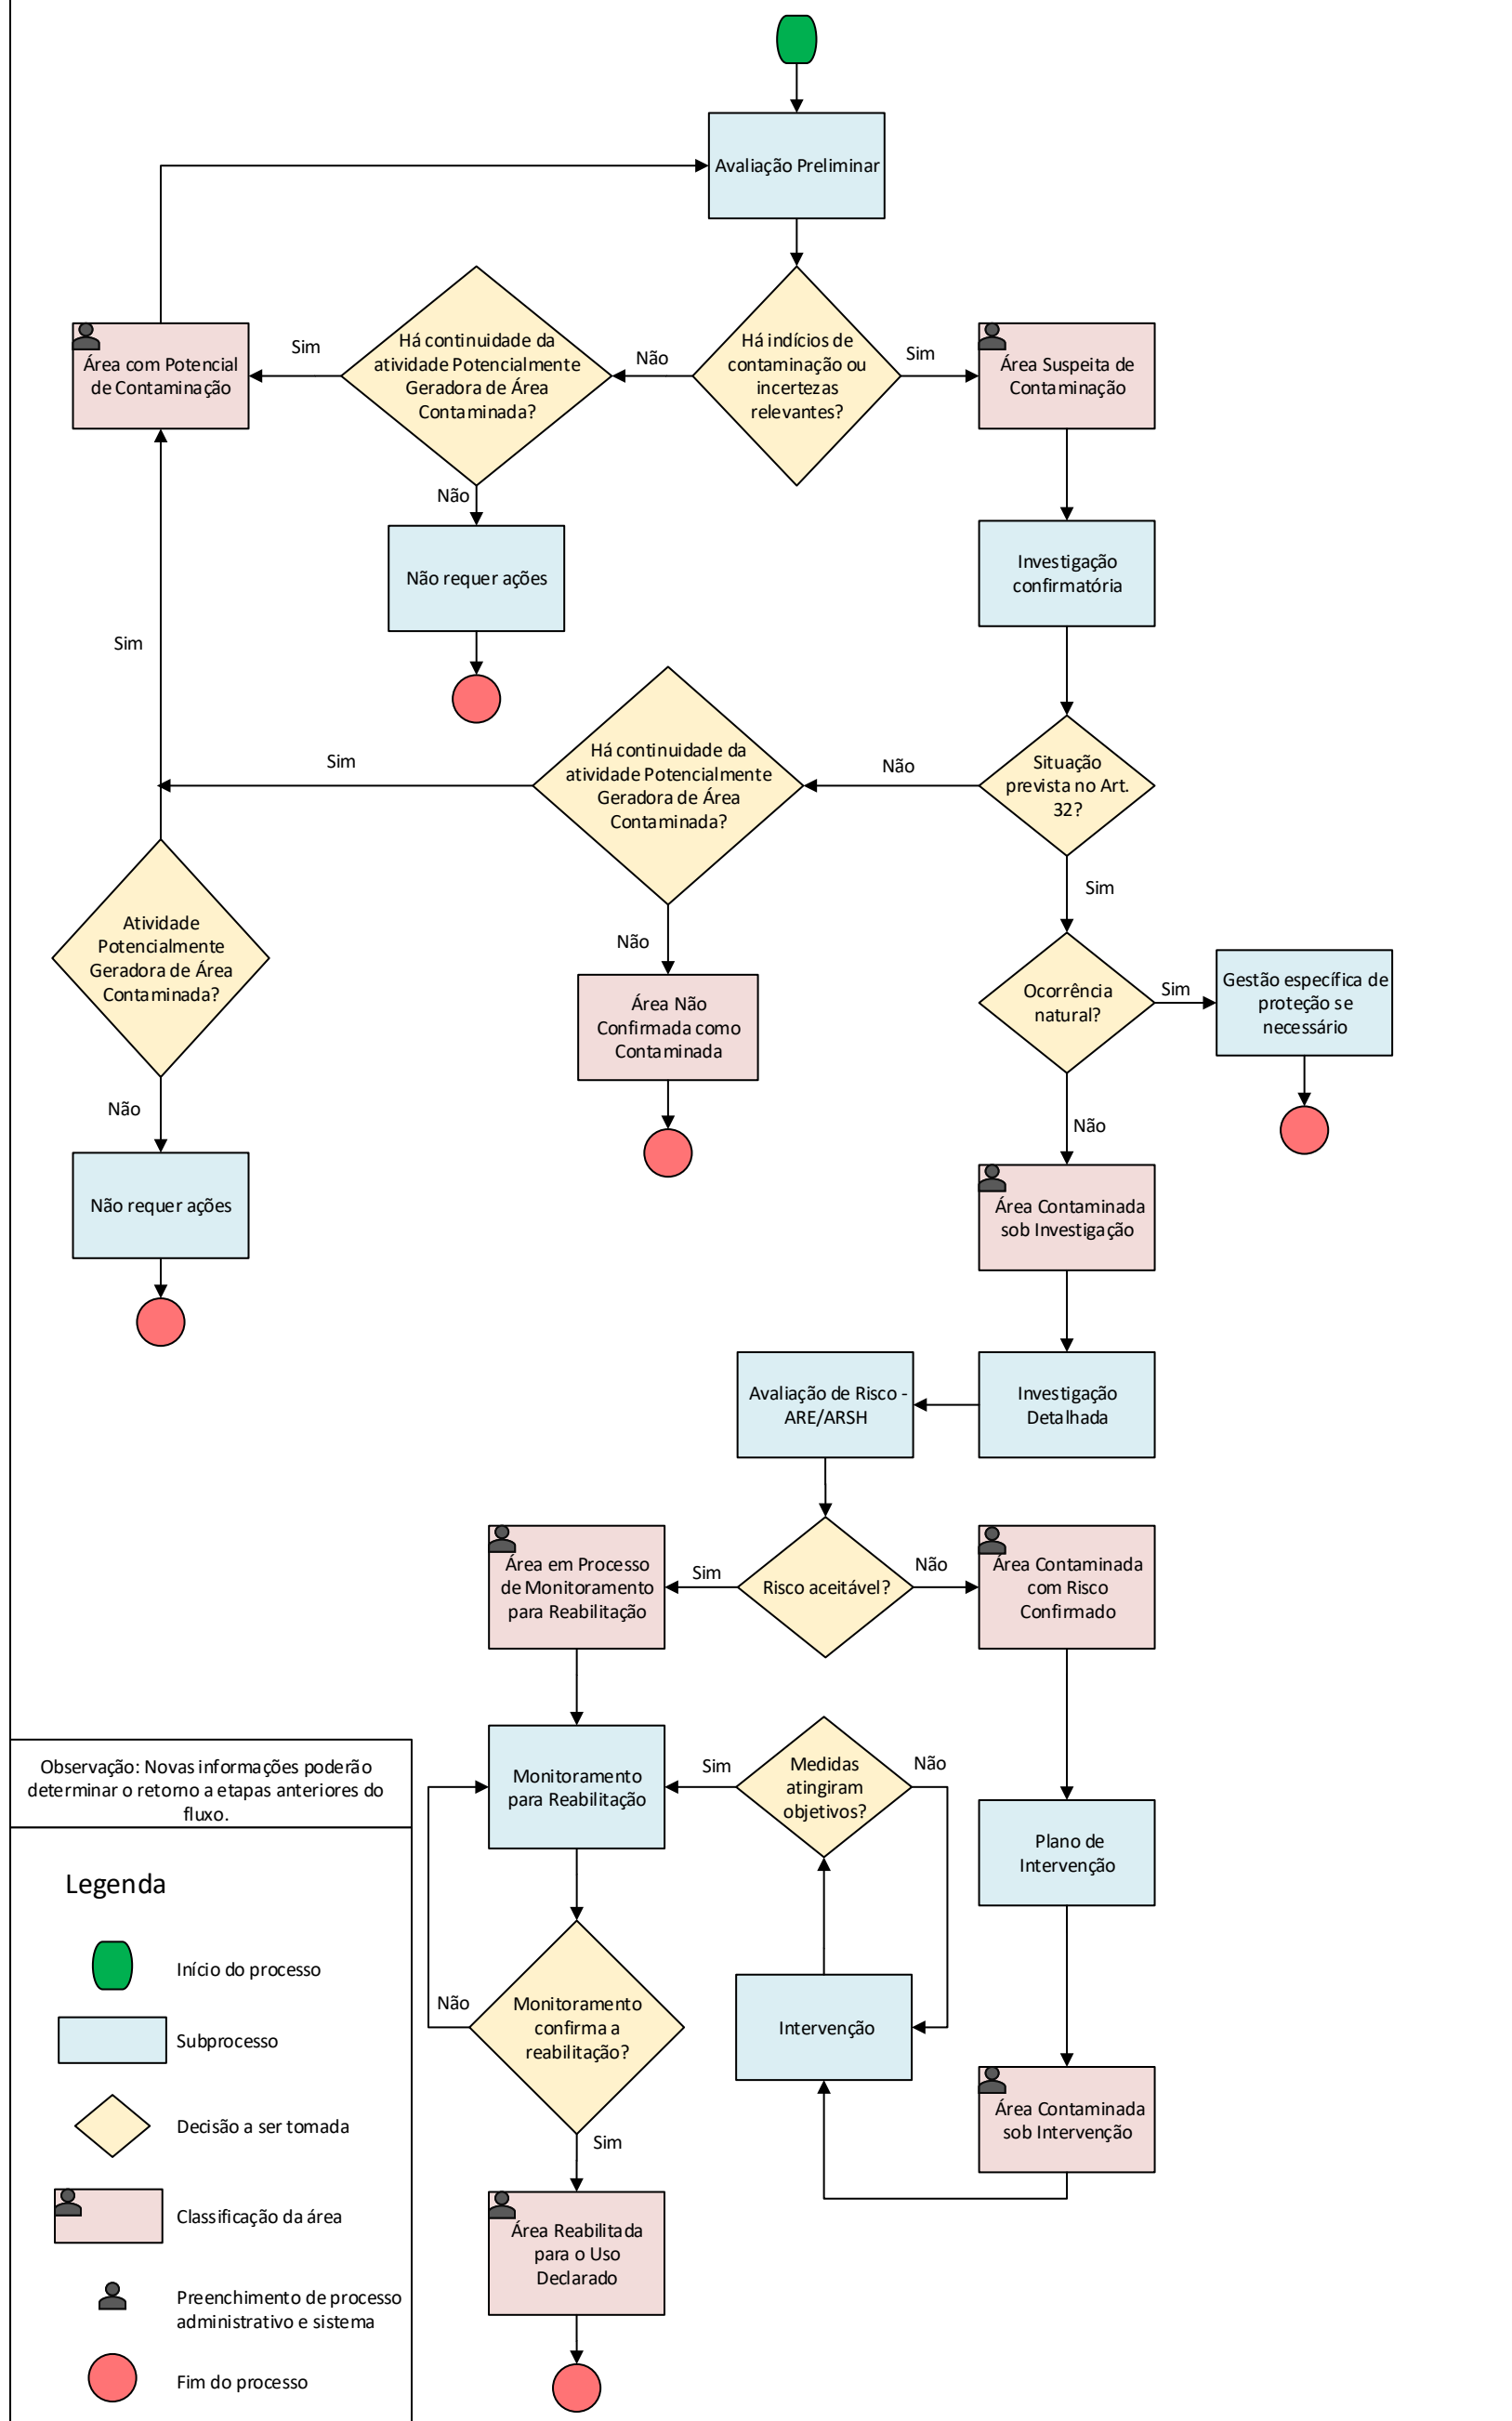 Avaliação Preliminar
Há continuidade da
atividade Potencialmente
Geradora de Área
Contaminada?
Há indícios de
contaminação ou
incertezas
relevantes?
Sim
Não
Sim
Área com Potencial
de Contaminação
Área Suspeita de
Contaminação
Não
Não requer ações
Investigação
confirmatória
Sim
Há continuidade da
atividade Potencialmente
Geradora de Área
Contaminada?
Sim
Não
Situação
prevista no Art.
32?
Sim
Atividade
Potencialmente
Geradora de Área
Contaminada?
Não
Ocorrência
natural?
Sim
Gestão específica de
proteção se
necessário
Área Não
Confirmada como
Contaminada
Não
Não
Não requer ações
Área Contaminada
sob Investigação
Avaliação de Risco -
ARE/ARSH
Investigação
Detalhada
Área em Processo
de Monitoramento
para Reabilitação
Sim
Risco aceitável?
Não
Área Contaminada
com Risco
Confirmado
Observação: Novas informações poderão
determinar o retorno a etapas anteriores do
fluxo.
Monitoramento
para Reabilitação
Sim
Medidas
atingiram
objetivos?
Não
Plano de
Intervenção
Legenda
Início do processo
Subprocesso
Decisão a ser tomada
Classificação da área
Preenchimento de processo
administrativo e sistema
Fim do processo
Não
Monitoramento
confirma a
reabilitação?
Intervenção
Área Contaminada
sob Intervenção
Sim
Área Reabilitada
para o Uso
Declarado